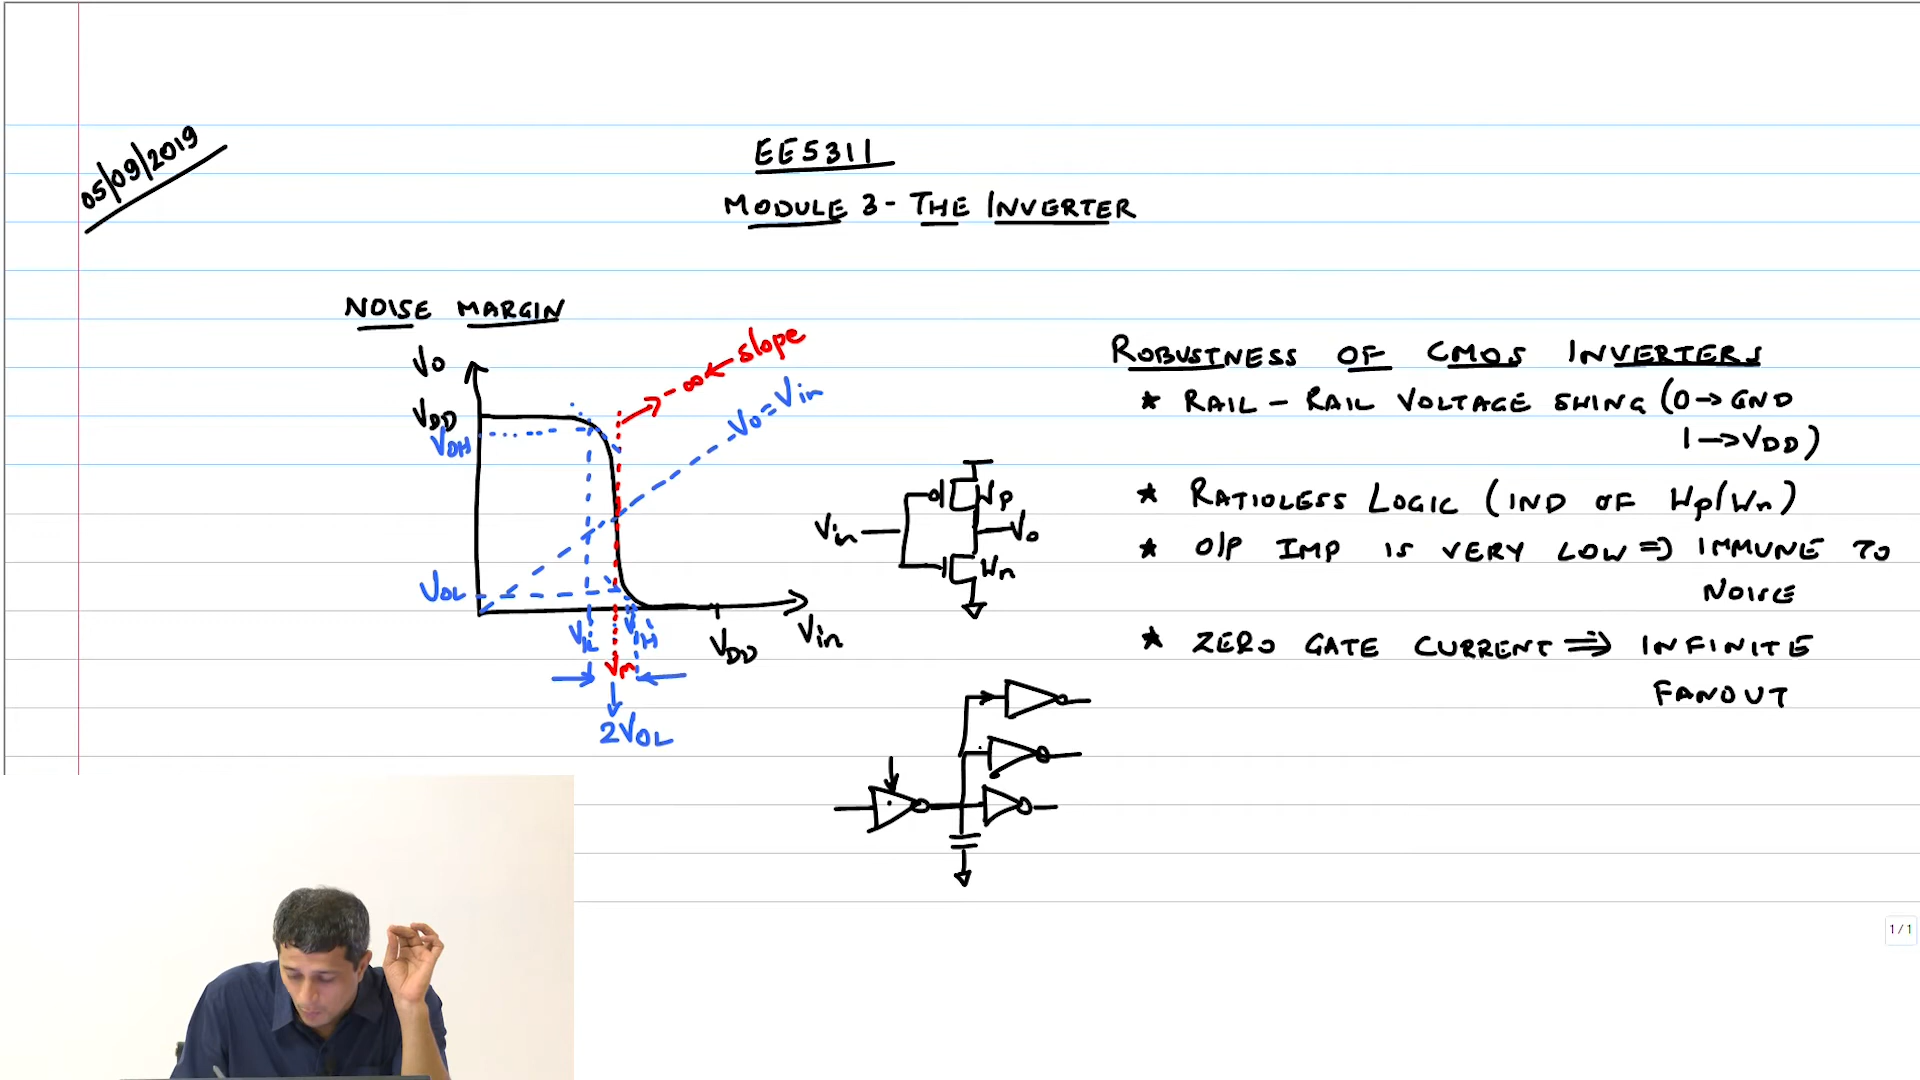 05/09/2019
EE5311
MODULE 3 - THE INVERTER
NOISE MARGIN
VO
VDD
VOH
VOL
slope
- ∞
Vo=Vin
VIL
VIH
Vm
VDD
Vin
2VOL
Vin
Wp
Vo
Wn
ROBUSTNESS OF CMOS INVERTERS
* RAIL - RAIL VOLTAGE SWING (0→GND
1→VDD)
* RATIOLESS LOGIC (IND OF Wp/Wn)
* O/P IMP IS VERY LOW ⇒ IMMUNE TO
NOISE
* ZERO GATE CURRENT ⇒ INFINITE
FANOUT
1/1